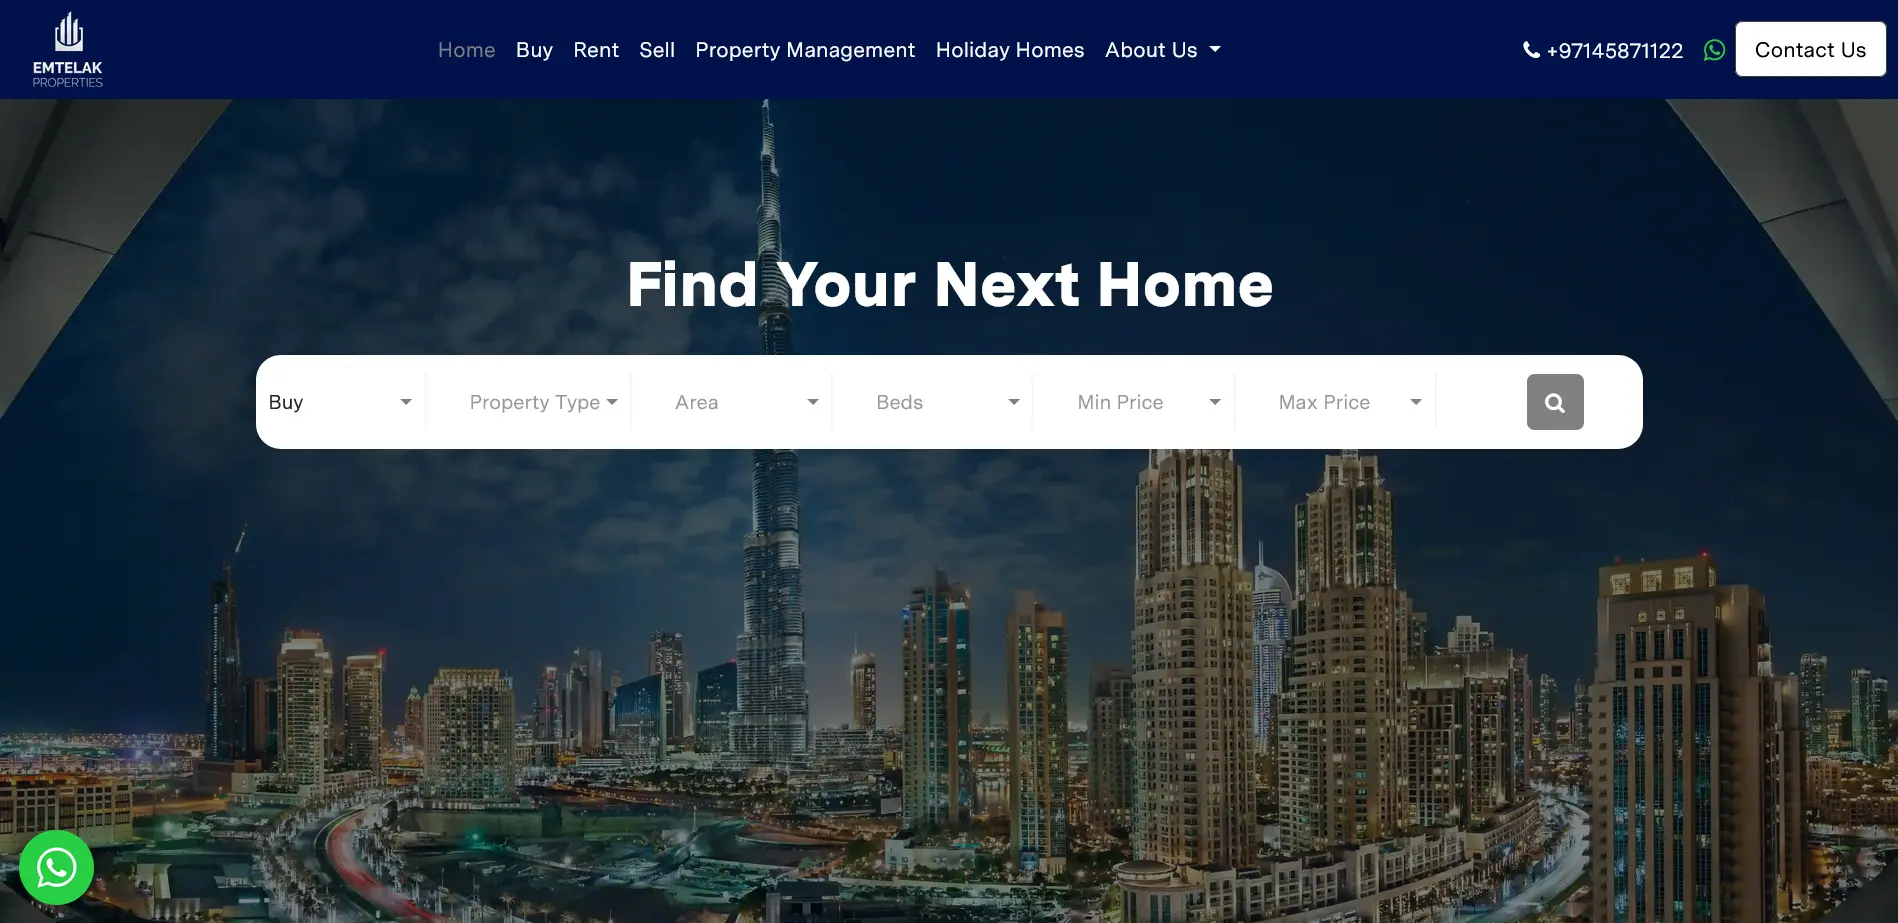 EMTELAK
PROPERTIES
Home Buy Rent Sell Property Management Holiday Homes About Us
+97145871122
Contact Us
Find Your Next Home
Buy Property Type Area Beds Min Price Max Price